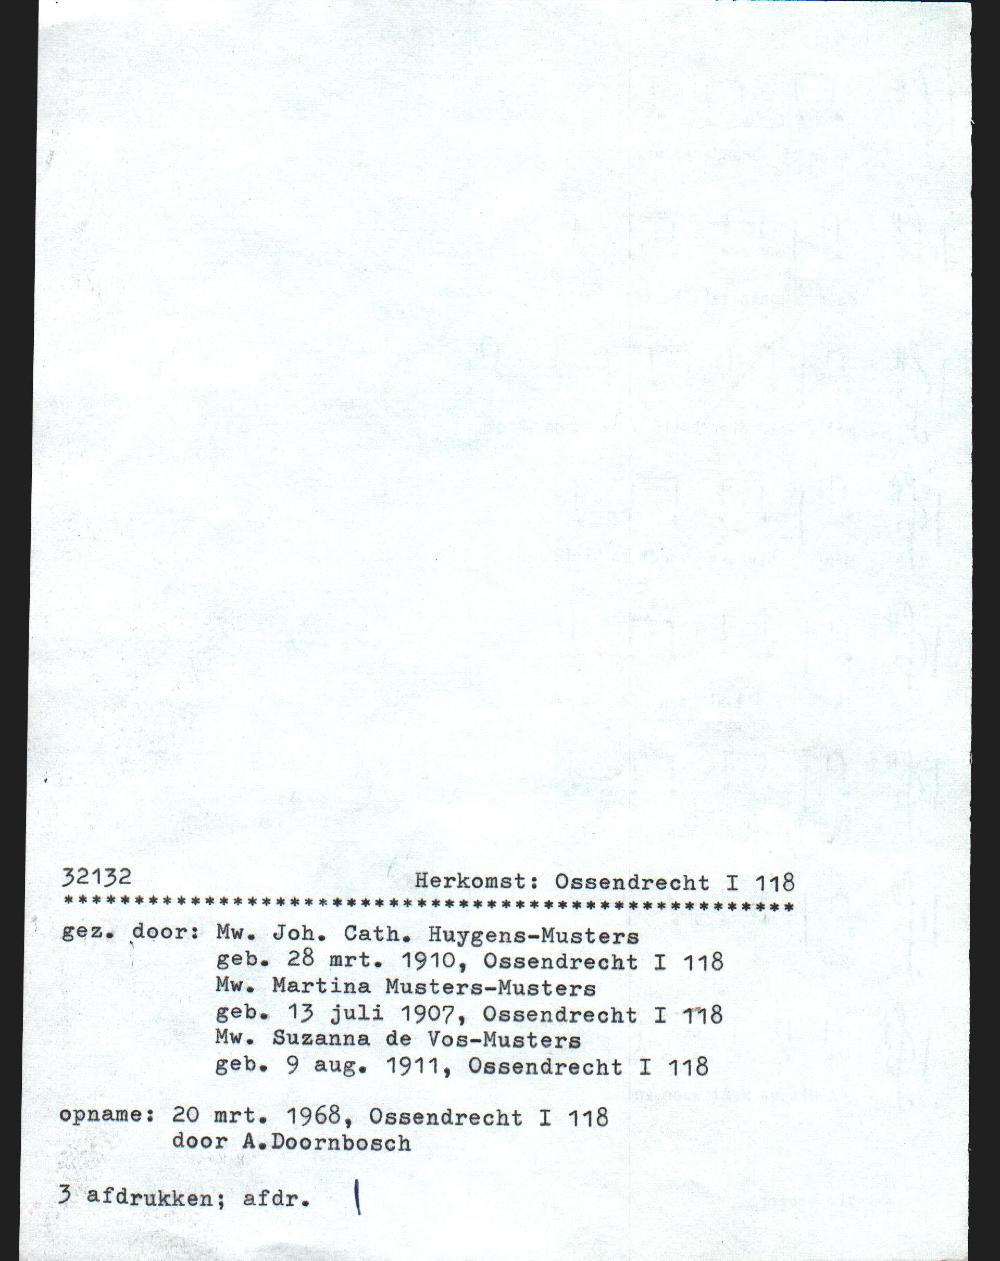 32132 Herkomst: Ossendrecht I 118
****************************************************
gez. door: Mw. Joh. Cath. Huygens-Musters
geb. 28 mrt. 1910, Ossendrecht I 118
Mw. Martina Musters-Musters
geb. 13 juli 1907, Ossendrecht I 118
Mw. Suzanna de Vos-Musters
geb. 9 aug. 1911, Ossendrecht I 118
opname: 20 mrt. 1968, Ossendrecht I 118
door A.Doornbosch
3 afdrukken; afdr. |